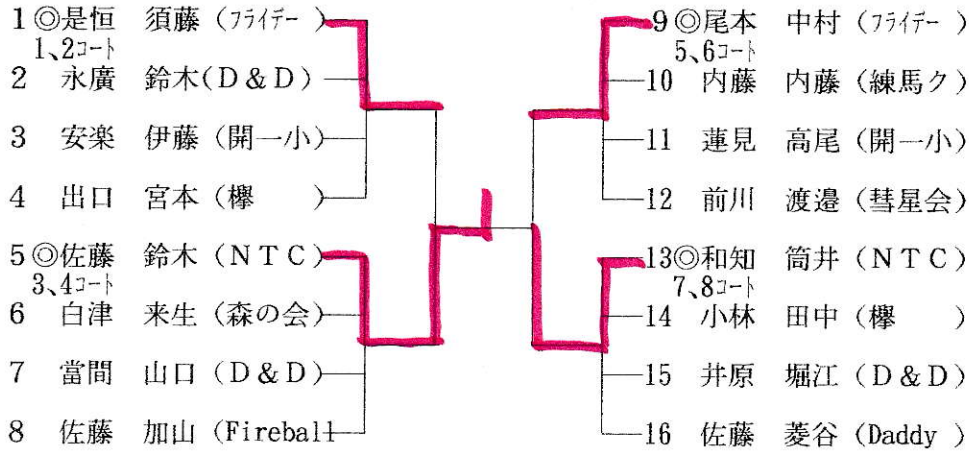 1 ◎是恒 須藤 (フライデー )
1、2コート
2 永廣 鈴木(D&D)
3 安楽 伊藤 (開一小)
4 出口 宮本 (欅 )
5 ◎佐藤 鈴木 (NTC)
3、4コート
6 白津 来生 (森の会)
7 當間 山口 (D&D)
8 佐藤 加山 (Fireball
9 ◎尾本 中村 (フライデー )
5、6コート
10 内藤 内藤 (練馬ク)
11 蓮見 高尾 (開一小)
12 前川 渡邉 (彗星会)
13◎和知 筒井 (NTC)
7、8コート
14 小林 田中 (欅 )
15 井原 堀江 (D&D)
16 佐藤 菱谷 (Daddy )